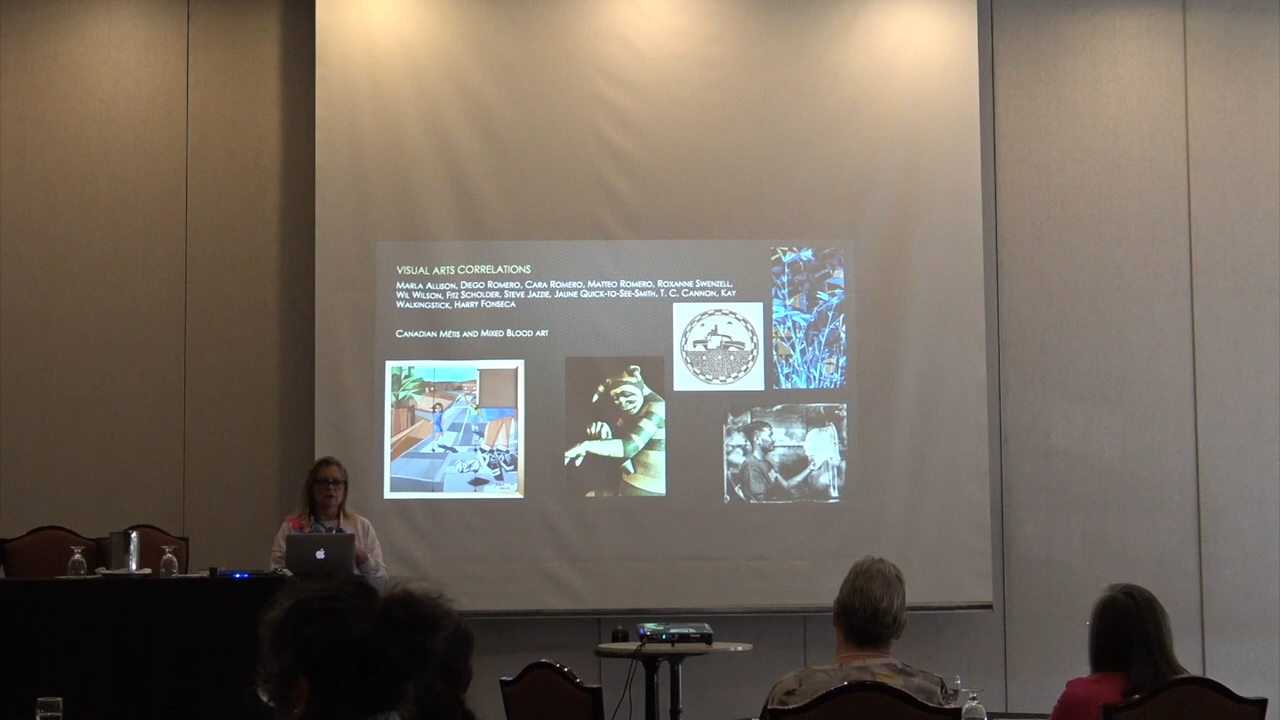 VISUAL ARTS CORRELATIONS
MARLA ALLISON, DIEGO ROMERO, CARA ROMERO, MATTEO ROMERO, ROXANNE SWENZELL,
WIL WILSON, FITZ SCHOLDER, STEVE JAZZIE, JAUNE QUICK-TO-SEE-SMITH, T. C. CANNON, KAY
WALKINGSTICK, HARRY FONSECA
CANADIAN MÉTIS AND MIXED BLOOD ART